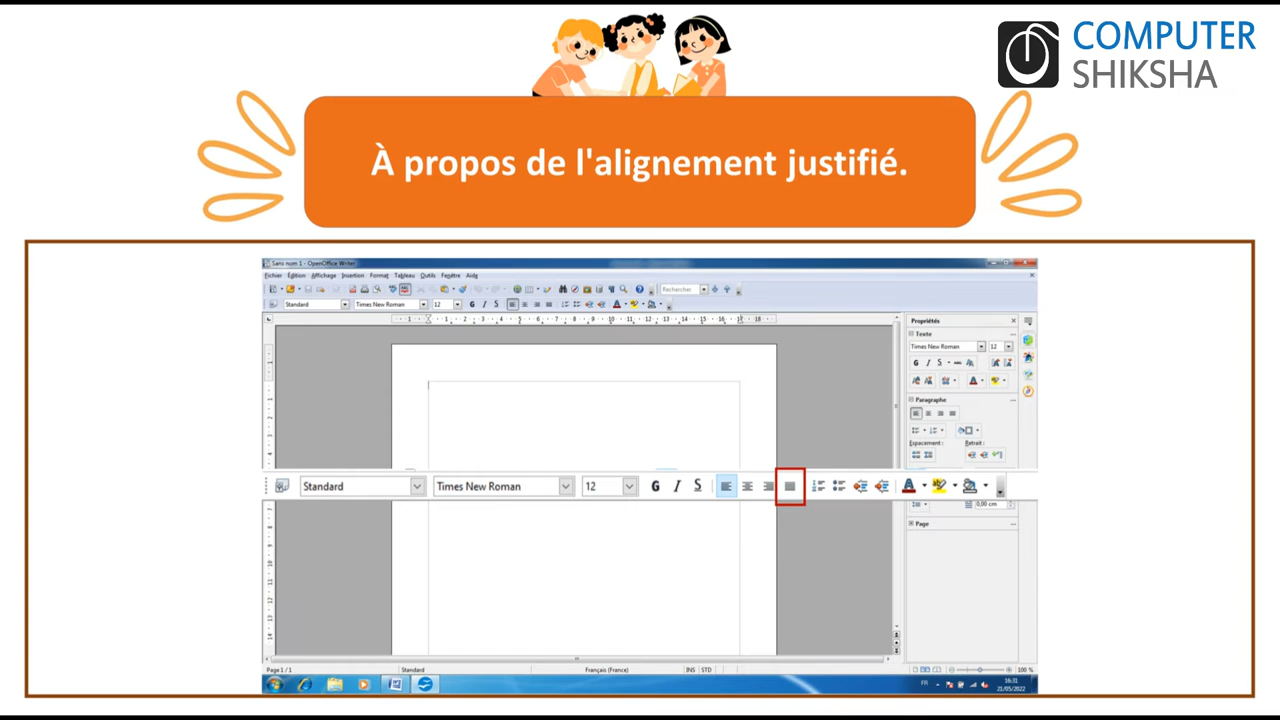 COMPUTER
SHIKSHA
À propos de l'alignement justifié.
Sans nom 1 - OpenOffice Writer
Fichier Édition Affichage Insertion Format Tableau Outils Fenêtre Aide
Rechercher
Standard Times New Roman 12 G I S
Propriétés
Texte
Times New Roman 12
G I S
Paragraphe
Espacement : Retrait :
Standard Times New Roman 12 G I S
0,00 cm
Page
Page 1 / 1 Standard Français (France) INS STD 100 %
FR 16:31
21/05/2022